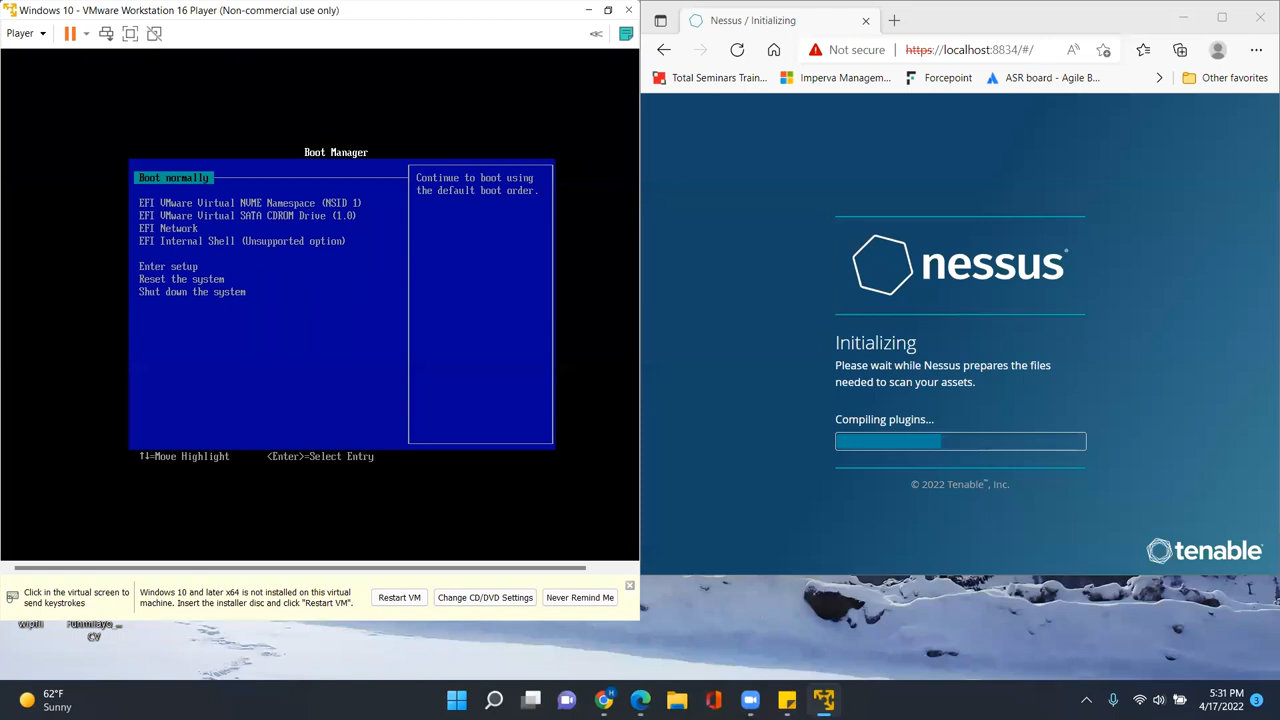 Windows 10 - VMware Workstation 16 Player (Non-commercial use only)
Player
Boot Manager
Boot normally
EFI VMware Virtual NVME Namespace (NSID 1)
EFI VMware Virtual SATA CDROM Drive (1.0)
EFI Network
EFI Internal Shell (Unsupported option)
Enter setup
Reset the system
Shut down the system
Continue to boot using
the default boot order.
↑↓=Move Highlight <Enter>=Select Entry
Click in the virtual screen to
send keystrokes
Windows 10 and later x64 is not installed on this virtual
machine. Insert the installer disc and click "Restart VM".
Restart VM
Change CD/DVD Settings
Never Remind Me
CV
Nessus / Initializing
Not secure https://localhost:8834/#/
Total Seminars Train...
Imperva Managem...
Forcepoint
ASR board - Agile B...
Other favorites
nessus
Initializing
Please wait while Nessus prepares the files
needed to scan your assets.
Compiling plugins...
© 2022 Tenable™, Inc.
tenable
62°F
Sunny
H
5:31 PM
4/17/2022
3